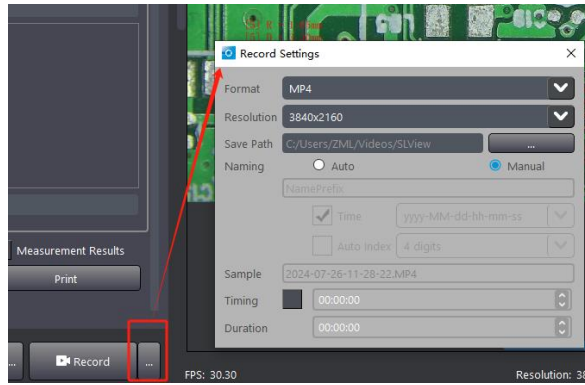 Record Settings
Format MP4
Resolution 3840x2160
Save Path C:/Users/ZML/Videos/SLView ...
Naming Auto Manual
NamePrefix
Time yyyy-MM-dd-hh-mm-ss
Auto Index 4 digits
Sample 2024-07-26-11-28-22.MP4
Timing 00:00:00
Duration 00:00:00
Measurement Results
Print
... Record ...
FPS: 30.30 Resolution: